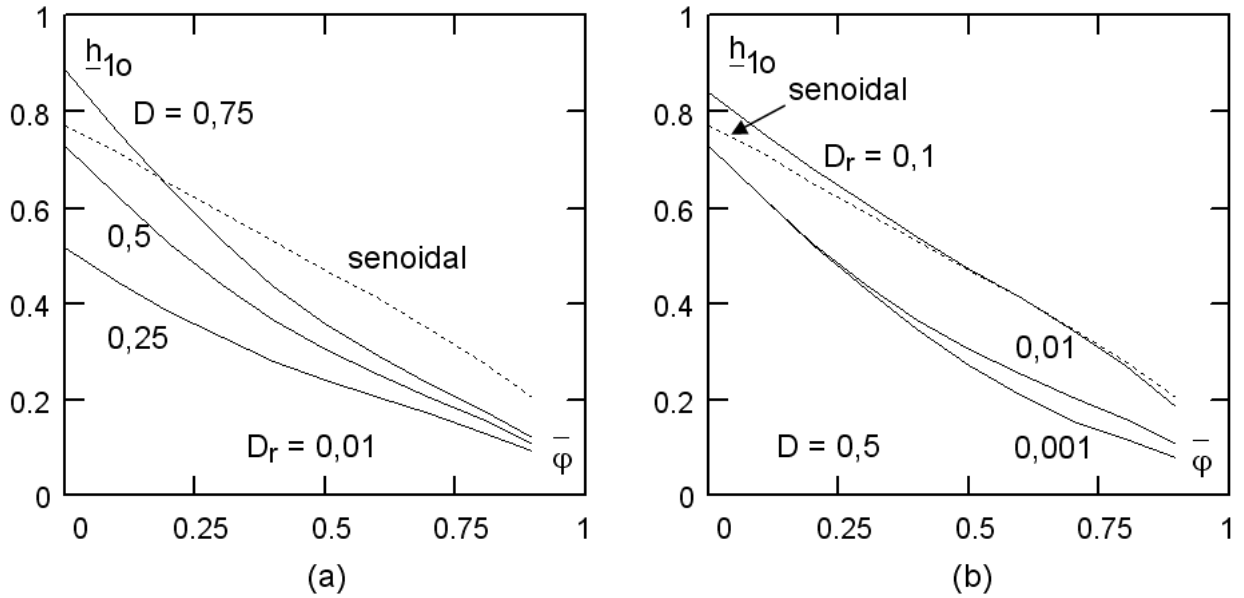 1
h1o
D = 0,75
0.8
0.6
0,5
senoidal
0.4
0,25
0.2
Dr = 0,01
φ
0
0 0.25 0.5 0.75 1
(a)
1
h1o
senoidal
0.8
Dr = 0,1
0.6
0.4
0,01
0.2
D = 0,5
0,001
φ
0
0 0.25 0.5 0.75 1
(b)